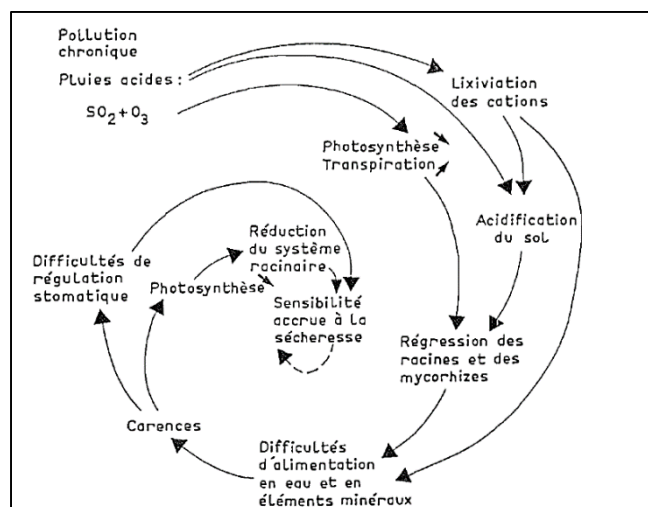 Pollution
chronique
Pluies acides :
SO2+O3
Lixiviation
des cations
Photosynthèse
Transpiration
Acidification
du sol
Réduction
du système
racinaire
Difficultés de
régulation
stomatique
Photosynthèse
Sensibilité
accrue à la
sécheresse
Régression des
racines et des
mycorhizes
Carences
Difficultés
d'alimentation
en eau et en
éléments minéraux